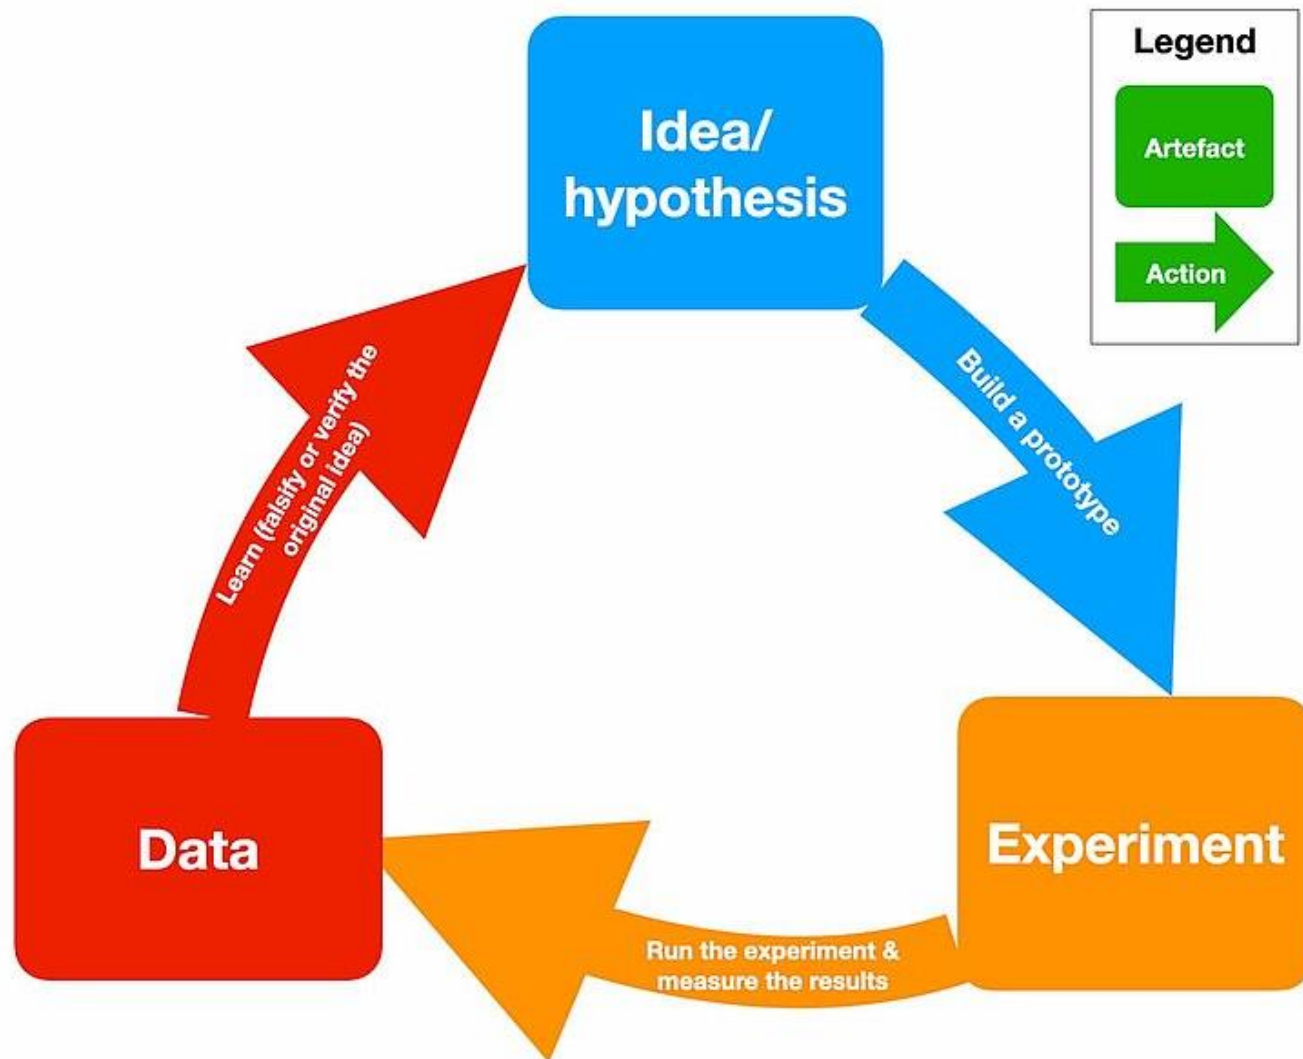 Idea/
hypothesis
Legend
Artefact
Action
Build a prototype
Experiment
Run the experiment &
measure the results
Data
Learn (falsify or verify the
original idea)